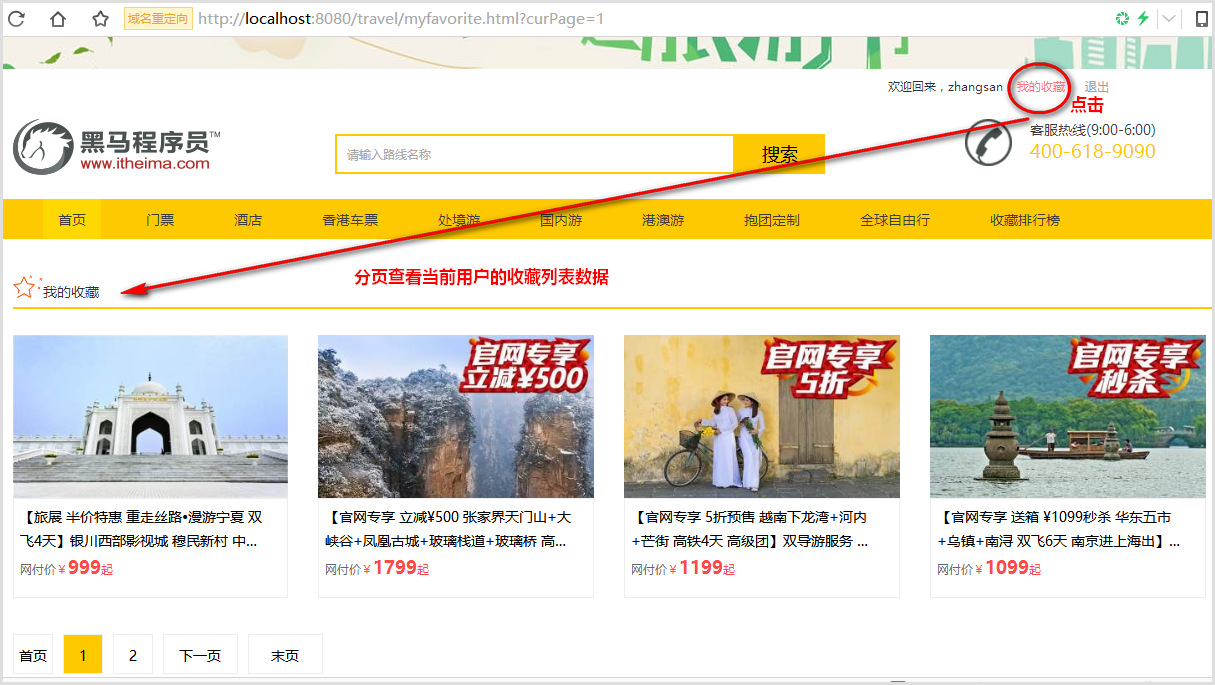 域名重定向 http://localhost:8080/travel/myfavorite.html?curPage=1
欢迎回来，zhangsan 我的收藏 退出
点击
黑马程序员™
www.itheima.com
请输入路线名称 搜索
客服热线(9:00-6:00)
400-618-9090
首页 门票 酒店 香港车票 处境游 国内游 港澳游 抱团定制 全球自由行 收藏排行榜
分页查看当前用户的收藏列表数据
我的收藏
官网专享
立减¥500
官网专享
5折
官网专享
秒杀
【旅展 半价特惠 重走丝路•漫游宁夏 双
飞4天】银川西部影视城 穆民新村 中...
网付价￥999起
【官网专享 立减¥500 张家界天门山+大
峡谷+凤凰古城+玻璃栈道+玻璃桥 高...
网付价￥1799起
【官网专享 5折预售 越南下龙湾+河内
+芒街 高铁4天 高级团】双导游服务 ...
网付价￥1199起
【官网专享 送箱 ¥1099秒杀 华东五市
+乌镇+南浔 双飞6天 南京进上海出】...
网付价￥1099起
首页 1 2 下一页 末页